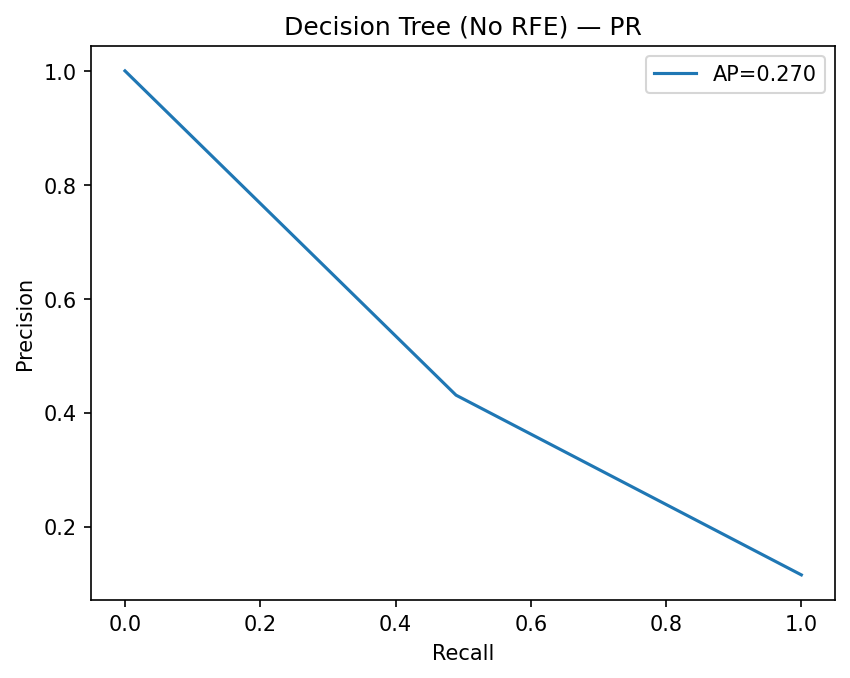 Decision Tree (No RFE) — PR
AP=0.270
Precision
1.0
0.8
0.6
0.4
0.2
0.0 0.2 0.4 0.6 0.8 1.0
Recall